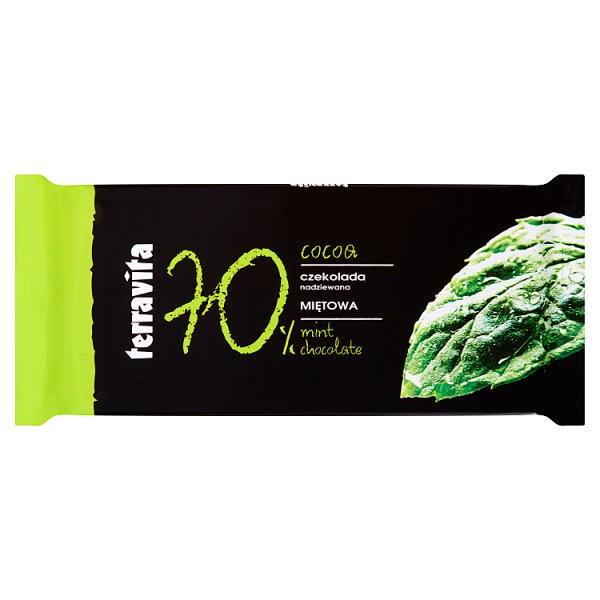 terravita
70%
cocoa
czekolada
nadziewana
MIĘTOWA
mint
chocolate